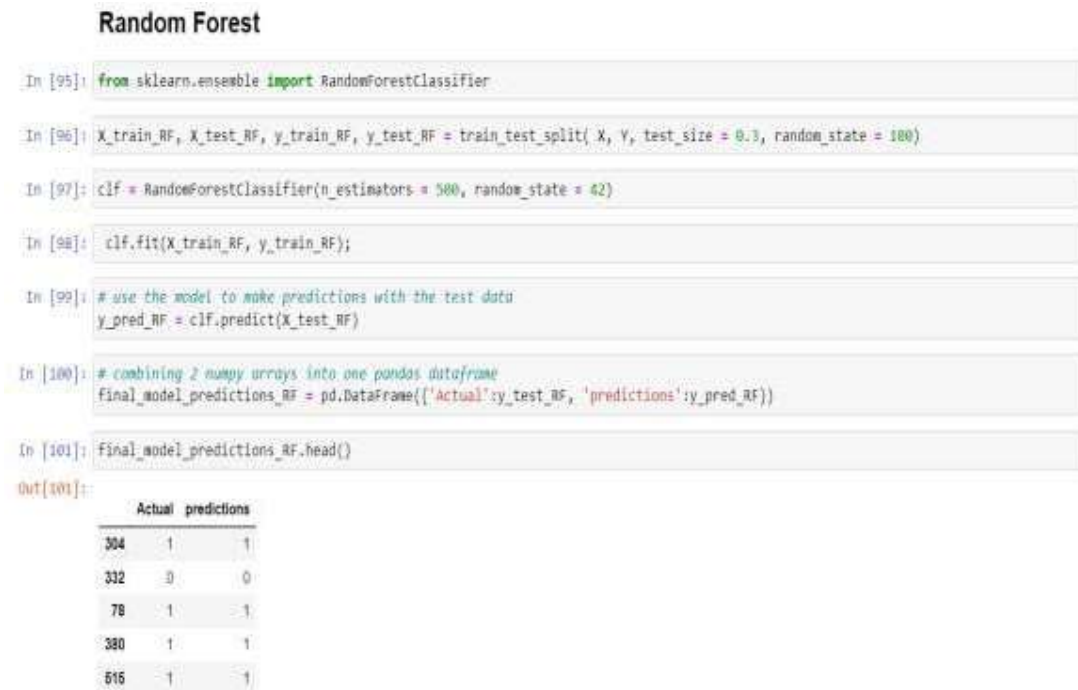 Random Forest
In [95]: from sklearn.ensemble import RandomForestClassifier
In [96]: X_train_RF, X_test_RF, y_train_RF, y_test_RF = train_test_split( X, Y, test_size = 0.3, random_state = 100)
In [97]: clf = RandomForestClassifier(n_estimators = 500, random_state = 42)
In [98]: clf.fit(X_train_RF, y_train_RF);
In [99]: # use the model to make predictions with the test data
y_pred_RF = clf.predict(X_test_RF)
In [100]: # combining 2 numpy arrays into one pandas dataframe
final_model_predictions_RF = pd.DataFrame({'Actual':y_test_RF, 'predictions':y_pred_RF})
In [101]: final_model_predictions_RF.head()
Out[101]:
Actual predictions
304 1 1
332 0 0
78 1 1
380 1 1
515 1 1